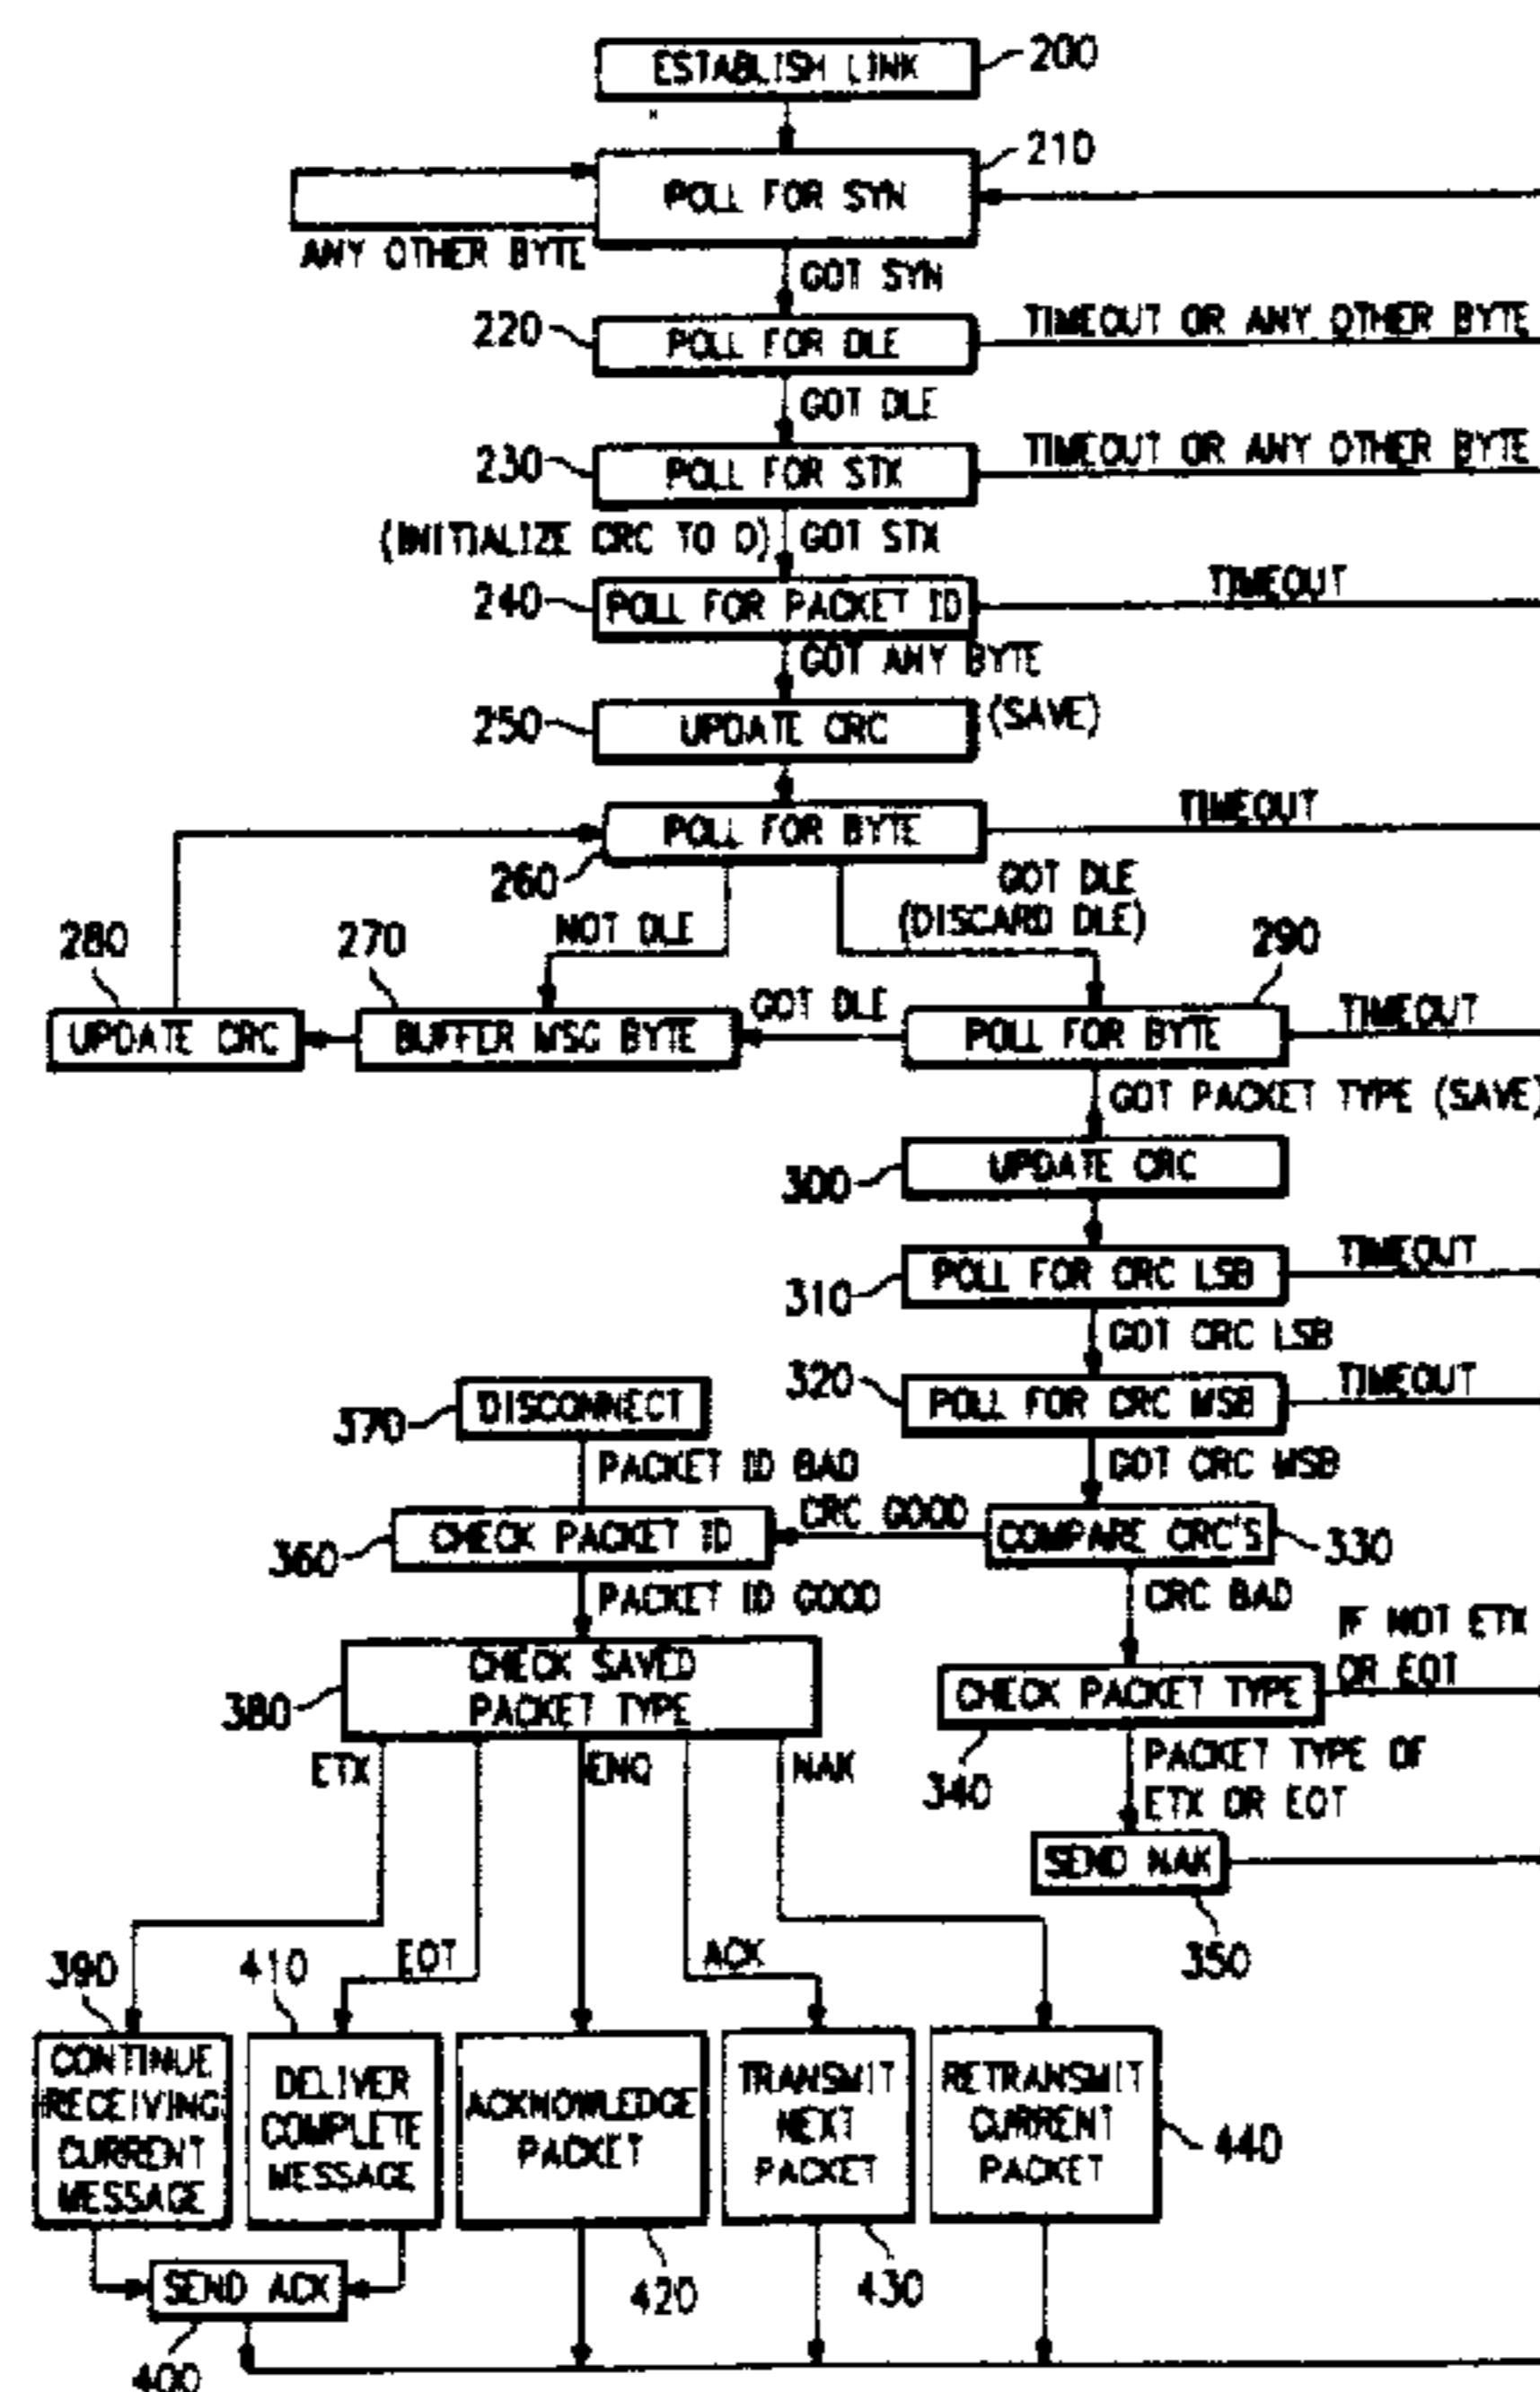 ESTABLISH LINK
200
210
POLL FOR SYN
ANY OTHER BYTE
GOT SYN
220
POLL FOR DLE
TIMEOUT OR ANY OTHER BYTE
GOT DLE
230
POLL FOR STX
TIMEOUT OR ANY OTHER BYTE
(INITIALIZE CRC TO 0)
GOT STX
240
POLL FOR PACKET ID
TIMEOUT
GOT ANY BYTE
250
UPDATE CRC
(SAVE)
POLL FOR BYTE
TIMEOUT
260
GOT DLE
(DISCARD DLE)
NOT DLE
280
270
290
GOT DLE
TIMEOUT
UPDATE CRC
BUFFER MSG BYTE
POLL FOR BYTE
GOT PACKET TYPE (SAVE)
300
UPDATE CRC
TIMEOUT
310
POLL FOR CRC LSB
GOT CRC LSB
320
TIMEOUT
POLL FOR CRC MSB
370
DISCONNECT
GOT CRC MSB
PACKET ID BAD
CRC GOOD
360
CHECK PACKET ID
COMPARE CRC'S
330
PACKET ID GOOD
CRC BAD
IF NOT ETX
OR EOT
380
CHECK SAVED
PACKET TYPE
CHECK PACKET TYPE
340
PACKET TYPE OF
ETX OR EOT
ETX
ENQ
NAK
SEND NAK
350
390
410
EOT
ACK
CONTINUE
RECEIVING
CURRENT
MESSAGE
DELIVER
COMPLETE
MESSAGE
ACKNOWLEDGE
PACKET
TRANSMIT
NEXT
PACKET
RETRANSMIT
CURRENT
PACKET
440
SEND ACK
400
420
430